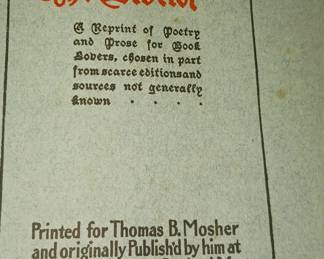 A Reprint of Poetry
and Prose for Book
Lovers, chosen in part
from scarce editions and
sources not generally
known . . . .
Printed for Thomas B. Mosher
and originally Publish'd by him at